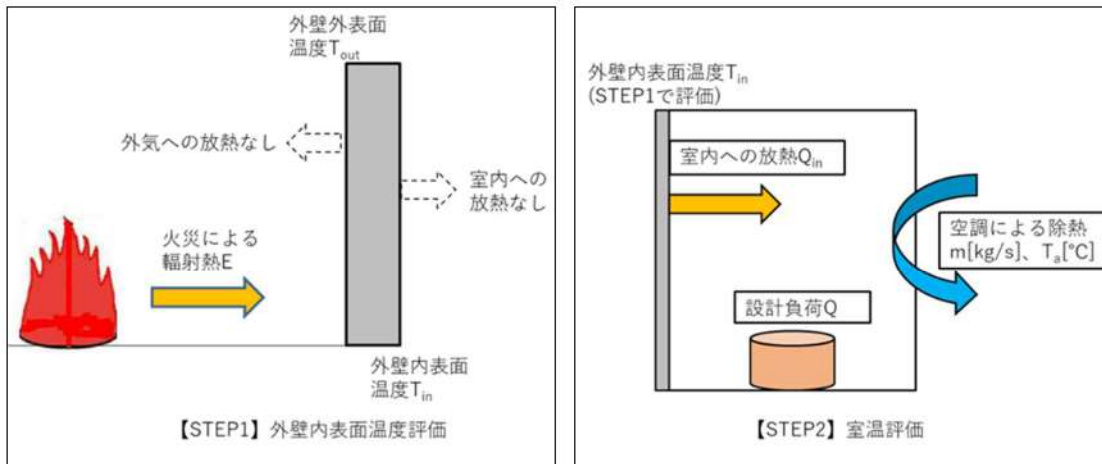 外壁外表面
温度Tout
外気への放熱なし
室内への
放熱なし
火災による
輻射熱E
外壁内表面
温度Tin
【STEP1】外壁内表面温度評価
外壁内表面温度Tin
(STEP1で評価)
室内への放熱Qin
空調による除熱
m[kg/s]、Ta[℃]
設計負荷Q
【STEP2】室温評価